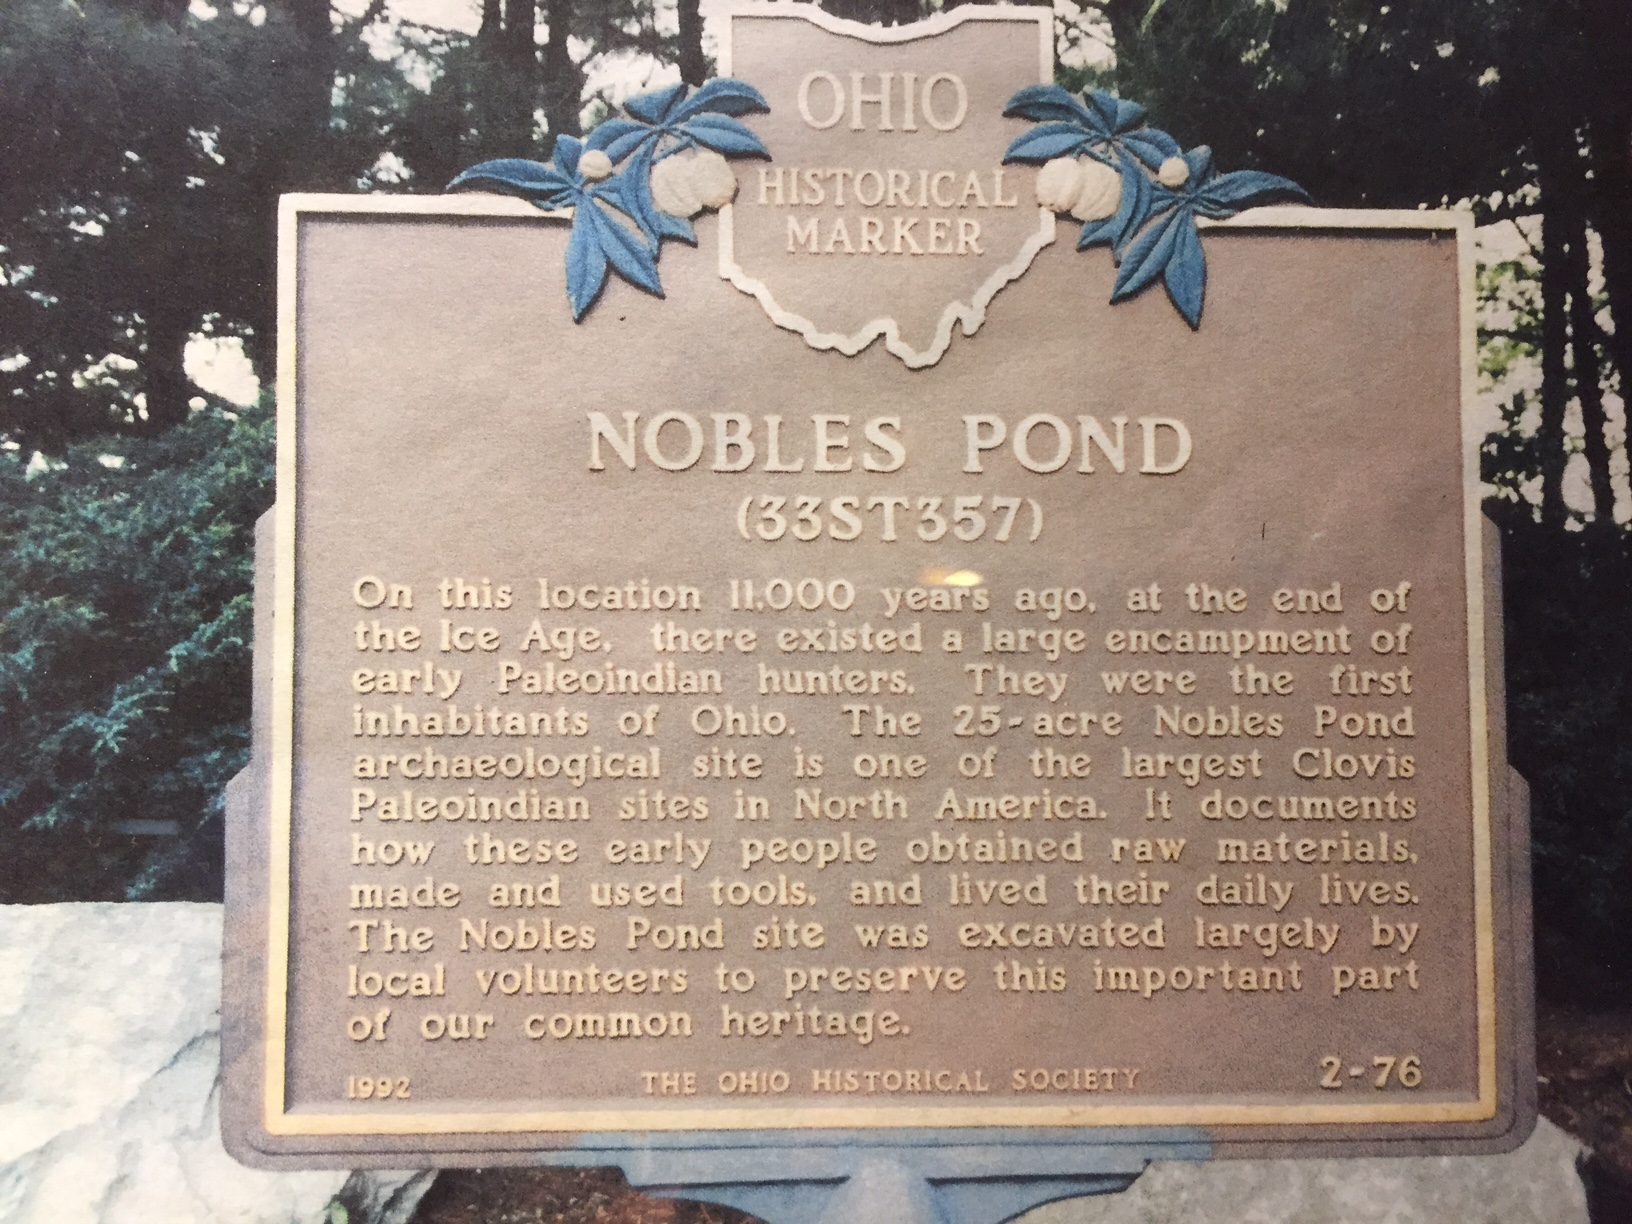 OHIO
HISTORICAL
MARKER
NOBLES POND
(33ST357)
On this location 11,000 years ago, at the end of
the Ice Age, there existed a large encampment of
early Paleoindian hunters. They were the first
inhabitants of Ohio. The 25-acre Nobles Pond
archaeological site is one of the largest Clovis
Paleoindian sites in North America. It documents
how these early people obtained raw materials,
made and used tools, and lived their daily lives.
The Nobles Pond site was excavated largely by
local volunteers to preserve this important part
of our common heritage.
1992 THE OHIO HISTORICAL SOCIETY 2-76